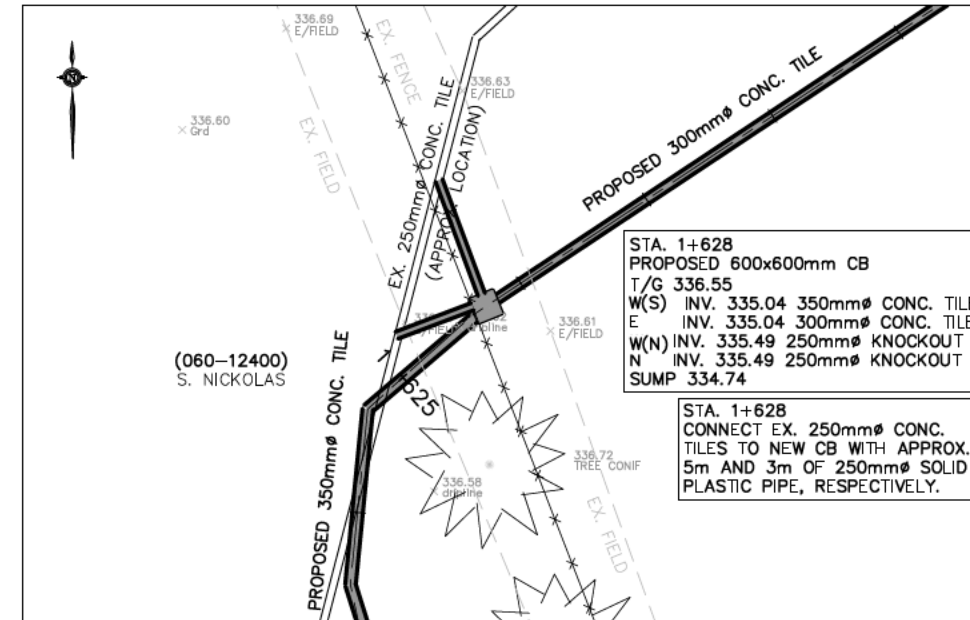 336.69
E/FIELD
EX. FENCE
336.63
E/FIELD
336.60
Grd
EX. FIELD
EX. 250mmø CONC. TILE
(APPROX. LOCATION)
PROPOSED 300mmø CONC. TILE
STA. 1+628
PROPOSED 600x600mm CB
T/G 336.55
W(S) INV. 335.04 350mmø CONC. TILE
E INV. 335.04 300mmø CONC. TILE
W(N) INV. 335.49 250mmø KNOCKOUT
N INV. 335.49 250mmø KNOCKOUT
SUMP 334.74
336.61
E/FIELD
dripline
(060-12400)
S. NICKOLAS
PROPOSED 350mmø CONC. TILE
625
STA. 1+628
CONNECT EX. 250mmø CONC.
TILES TO NEW CB WITH APPROX.
5m AND 3m OF 250mmø SOLID
PLASTIC PIPE, RESPECTIVELY.
336.72
TREE CONIF
336.58
dripline
EX. FIELD